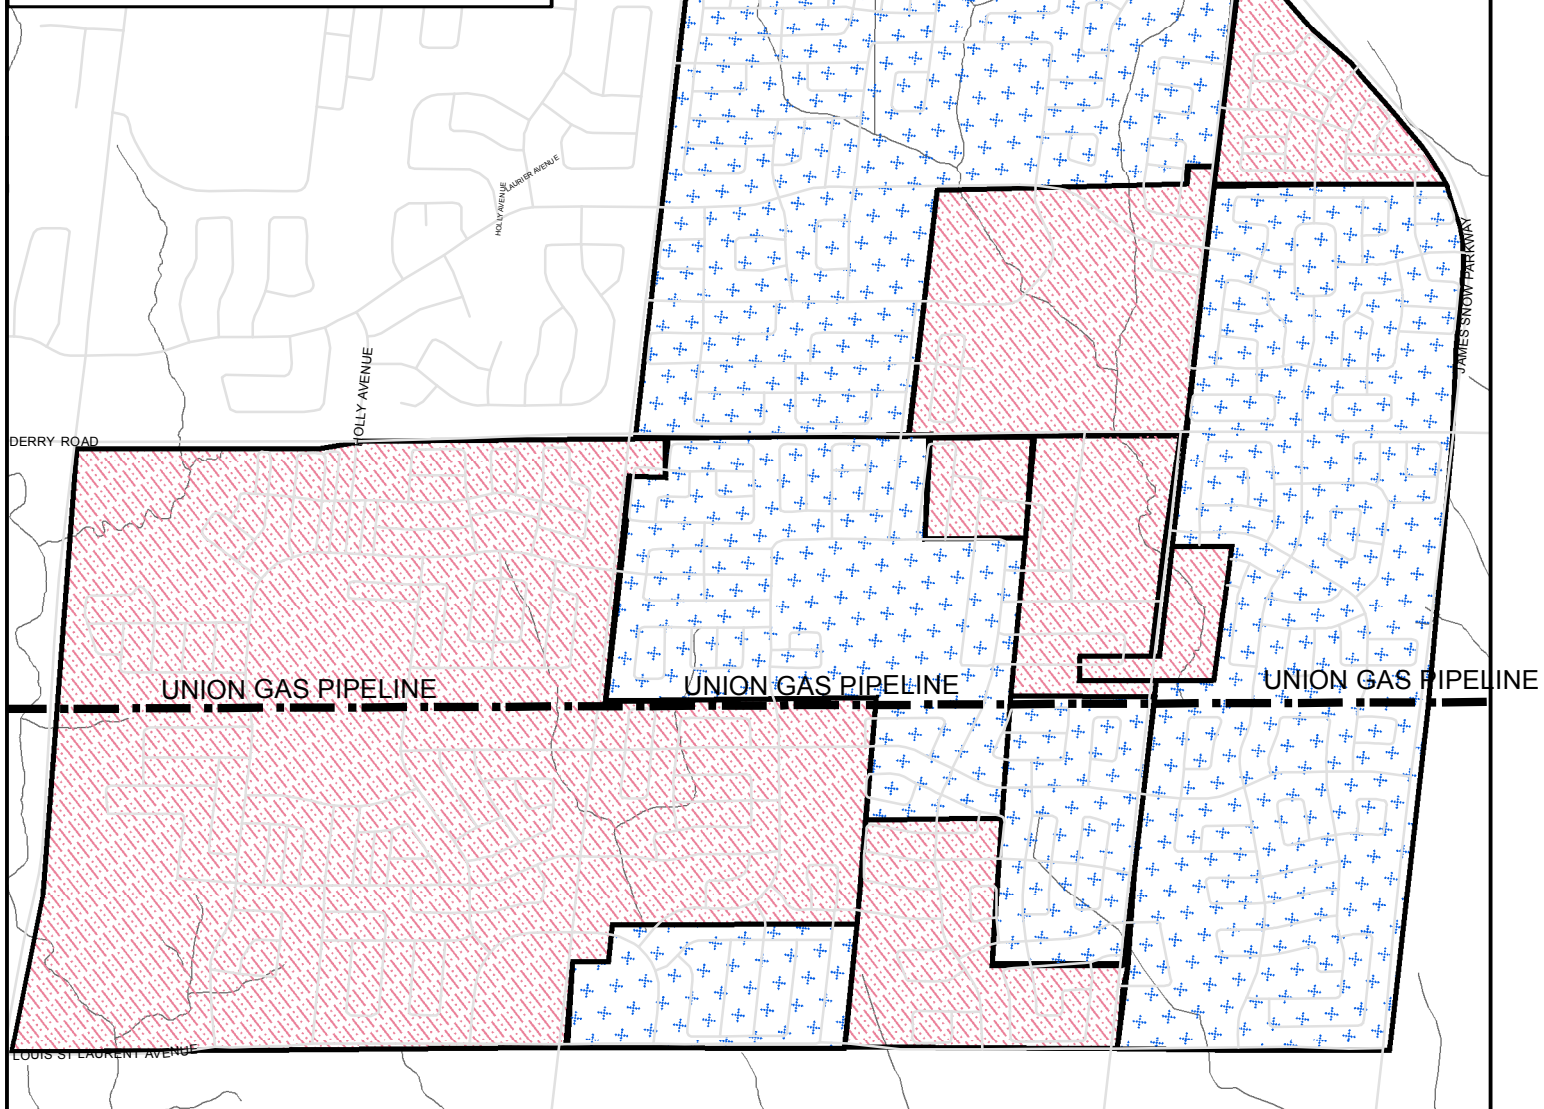 LAURIER AVENUE
HOLLY AVENUE
JAMES SNOW PARKWAY
HOLLY AVENUE
DERRY ROAD
UNION GAS PIPELINE
UNION GAS PIPELINE
UNION GAS PIPELINE
LOUIS ST LAURENT AVENUE